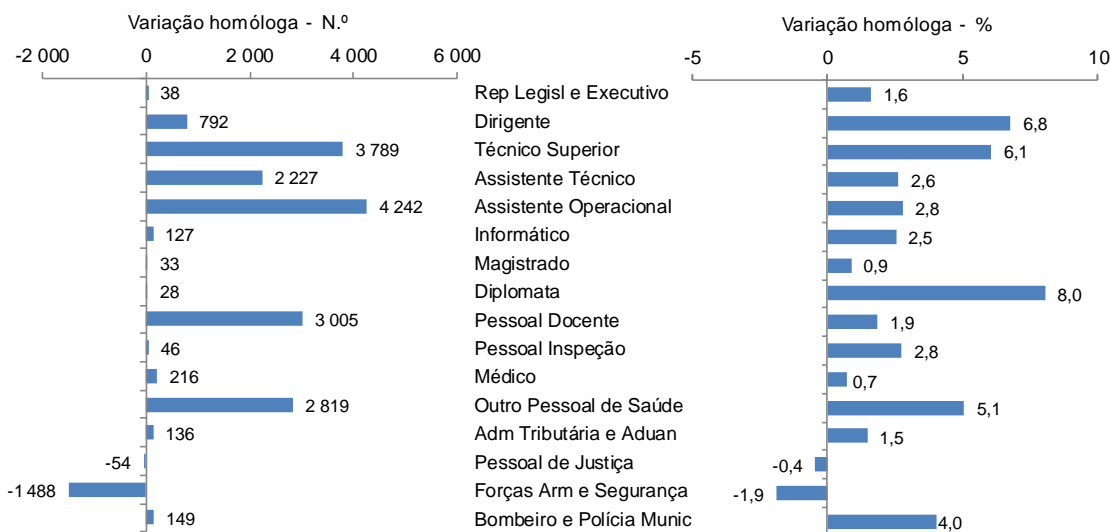 Variação homóloga - N.º
Variação homóloga - %
-2 000 0 2 000 4 000 6 000
-5 0 5 10
38 Rep Legisl e Executivo 1,6
792 Dirigente 6,8
3 789 Técnico Superior 6,1
2 227 Assistente Técnico 2,6
4 242 Assistente Operacional 2,8
127 Informático 2,5
33 Magistrado 0,9
28 Diplomata 8,0
3 005 Pessoal Docente 1,9
46 Pessoal Inspeção 2,8
216 Médico 0,7
2 819 Outro Pessoal de Saúde 5,1
136 Adm Tributária e Aduan 1,5
-54 Pessoal de Justiça -0,4
-1 488 Forças Arm e Segurança -1,9
149 Bombeiro e Polícia Munic 4,0